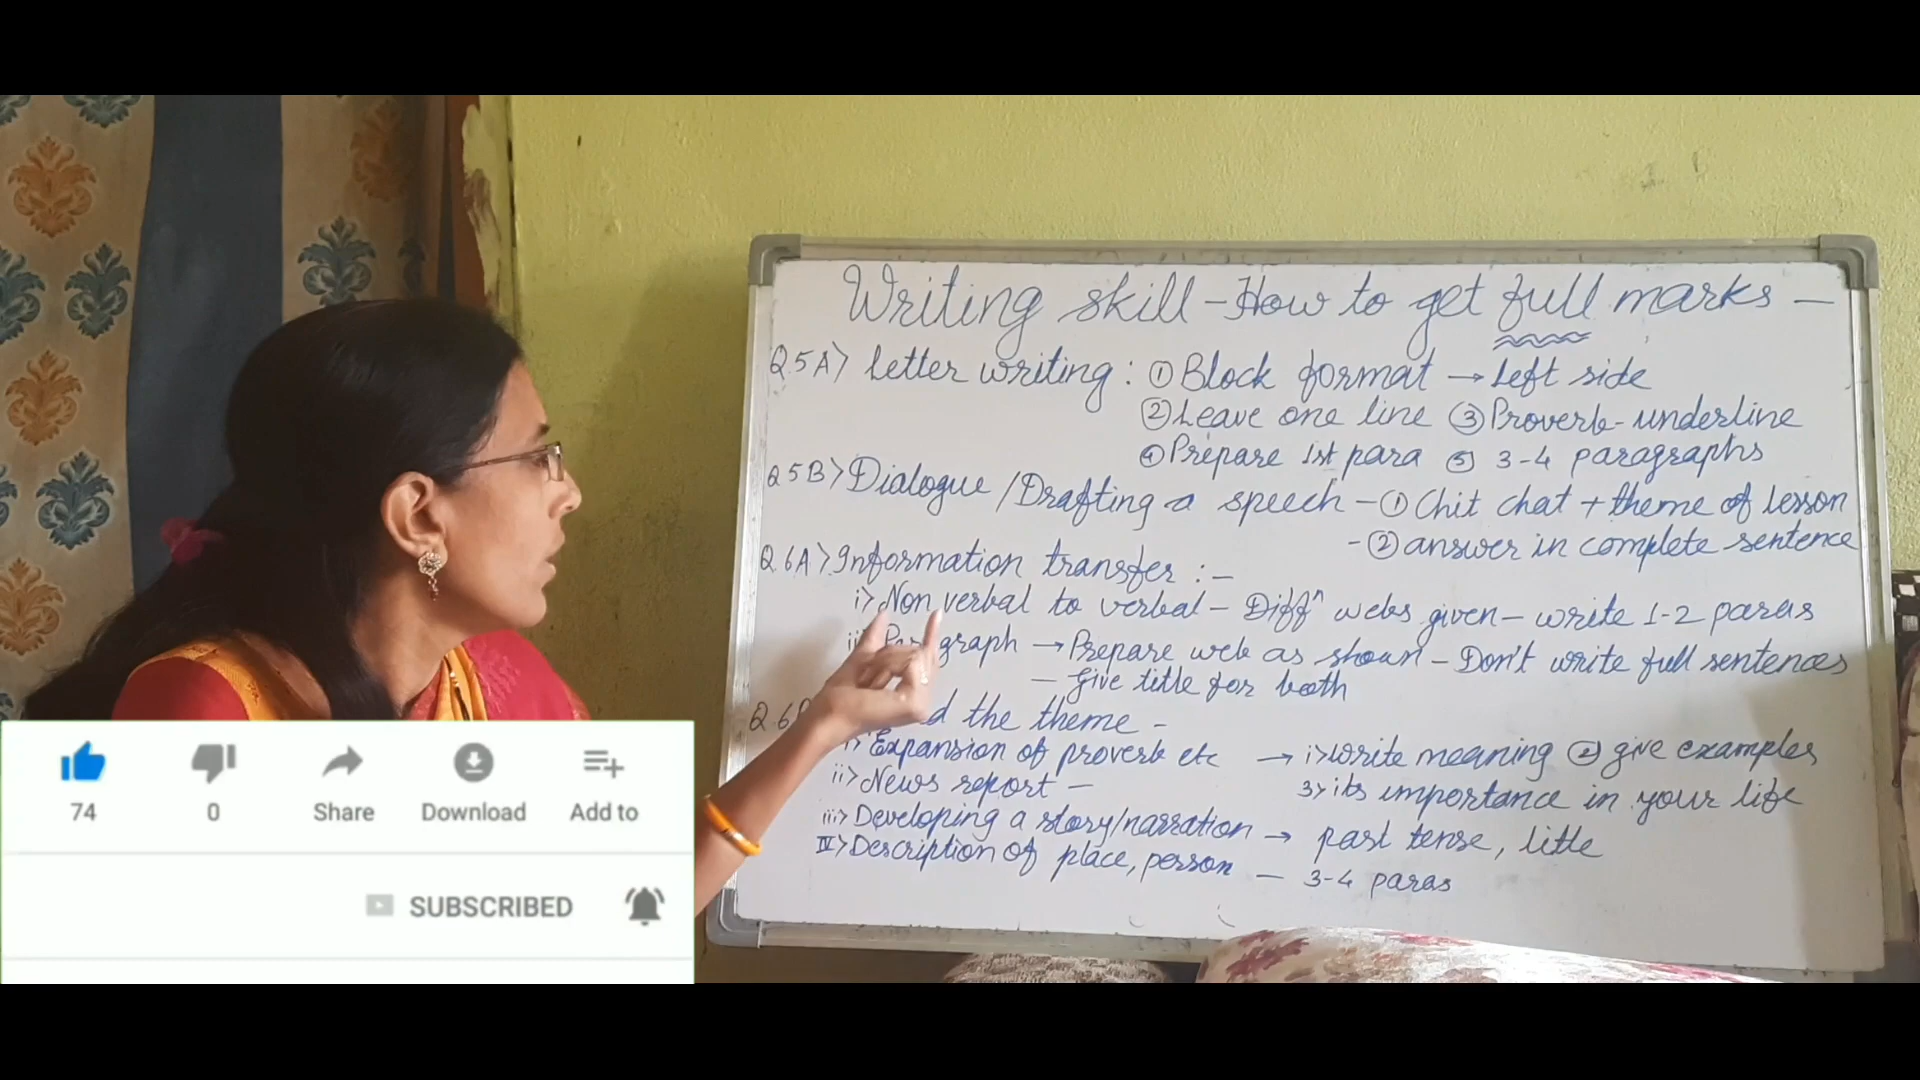 Writing skill - How to get full marks -
Q.5A> Letter writing : ① Block format → Left side
② Leave one line ③ Proverb - underline
④ Prepare 1st para ⑤ 3-4 paragraphs
Q5B> Dialogue / Drafting a speech - ① Chit chat + theme of Lesson
- ② answer in complete sentence
Q.6A> Information transfer : -
i> Non verbal to verbal - Diffⁿ webs given - write 1-2 paras
graph → Prepare web as shown - Don't write full sentences
- Give title for both
Q.6 the theme -
i> Expansion of proverb etc → i> write meaning ② give examples
ii> News report - 3> its importance in your life
iii> Developing a story/narration → past tense,
IV> Description of place, person - 3-4 paras
74
0
Share
Download
Add to
SUBSCRIBED